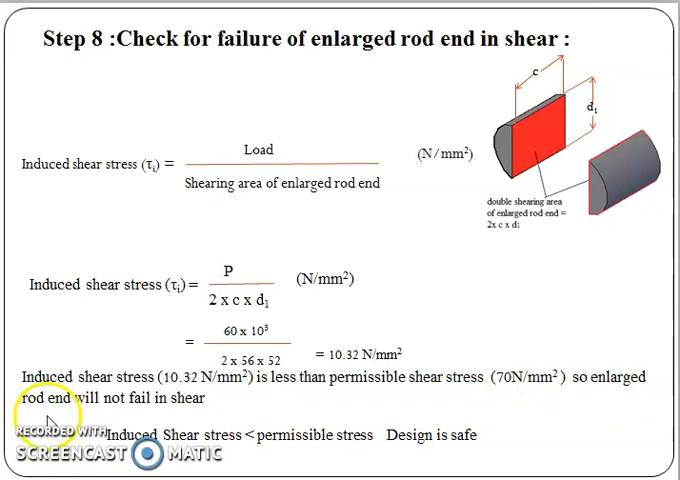 Step 8 :Check for failure of enlarged rod end in shear :
c
d₁
Induced shear stress (τᵢ) =
Load
Shearing area of enlarged rod end
(N/mm²)
double shearing area
of enlarged rod end =
2x c x d₁
Induced shear stress (τᵢ) =
P
2 x c x d₁
(N/mm²)
=
60 x 10³
2 x 56 x 52
= 10.32 N/mm²
Induced shear stress (10.32 N/mm²) is less than permissible shear stress (70N/mm²) so enlarged
rod end will not fail in shear
Induced Shear stress < permissible stress Design is safe
RECORDED WITH
SCREENCAST MATIC